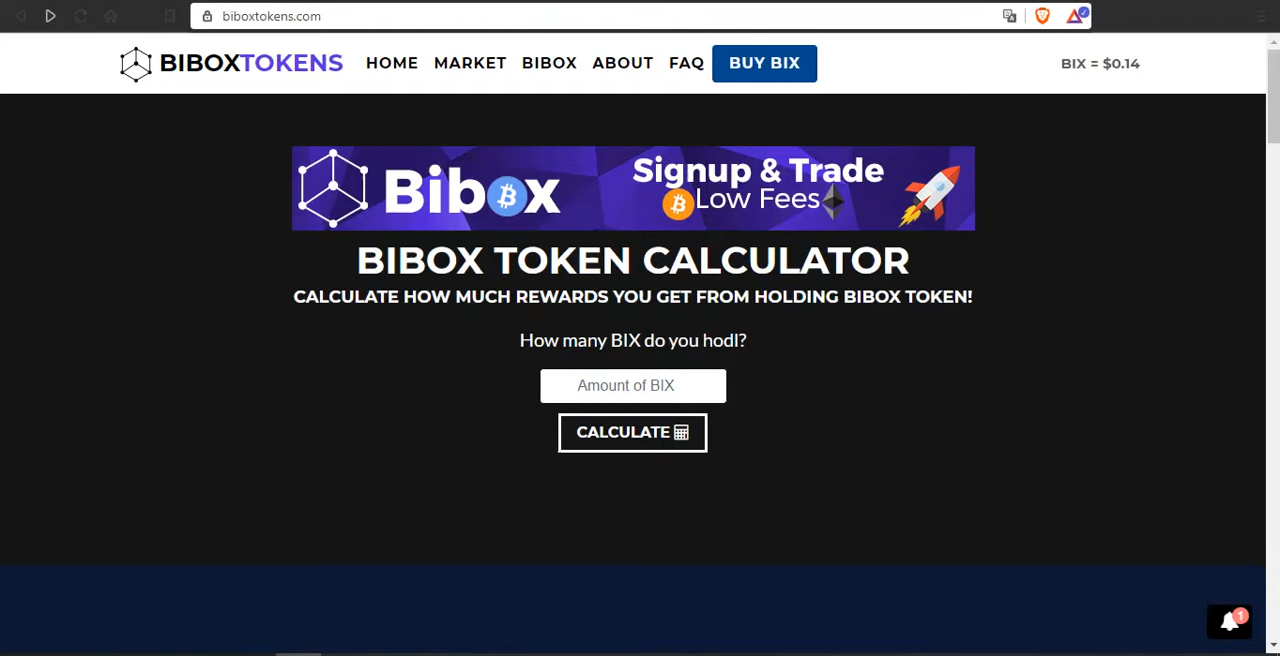 biboxtokens.com
BIBOXTOKENS HOME MARKET BIBOX ABOUT FAQ BUY BIX BIX = $0.14
Bibox Signup & Trade
Low Fees
BIBOX TOKEN CALCULATOR
CALCULATE HOW MUCH REWARDS YOU GET FROM HOLDING BIBOX TOKEN!
How many BIX do you hodl?
Amount of BIX
CALCULATE
1